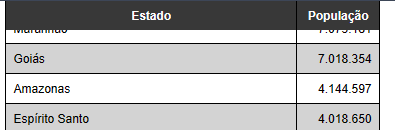 Estado População
Goiás 7.018.354
Amazonas 4.144.597
Espírito Santo 4.018.650